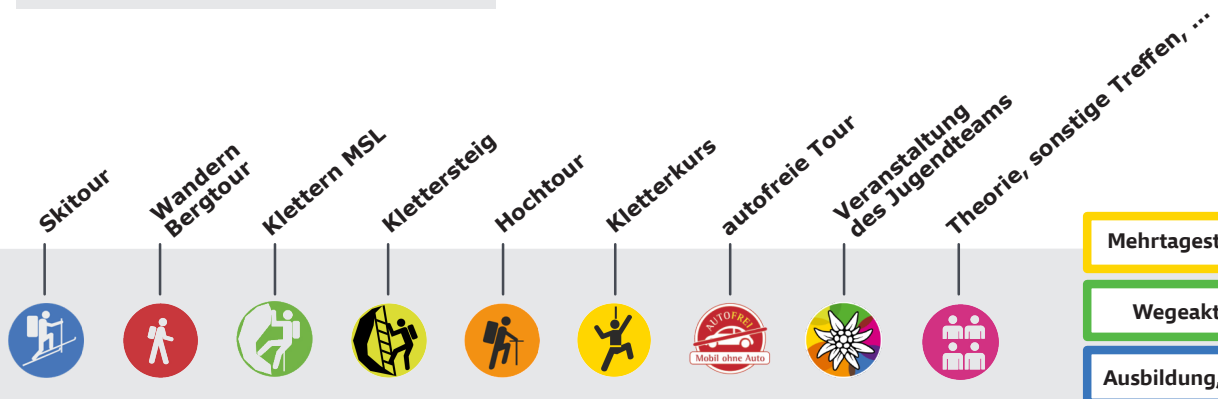 Skitour
Wandern
Bergtour
Klettern MSL
Klettersteig
Hochtour
Kletterkurs
autofreie Tour
Veranstaltung
des Jugendteams
Theorie, sonstige Treffen, ...
AUTOFREI
Mobil ohne Auto
Mehrtagest
Wegeakt
Ausbildung,